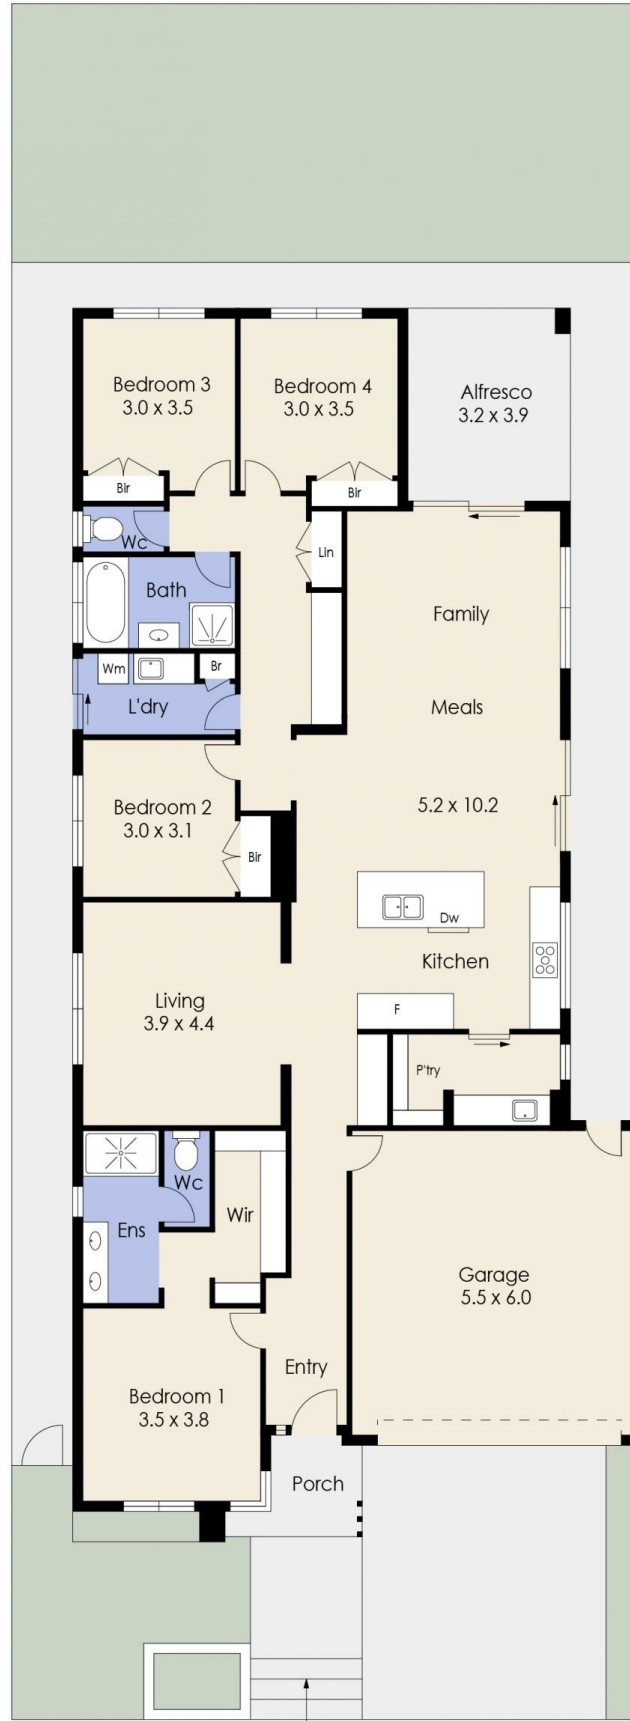 Bedroom 3
3.0 x 3.5
Bedroom 4
3.0 x 3.5
Alfresco
3.2 x 3.9
Bir
Bir
Wc
Lin
Bath
Family
Wm
Br
L'dry
Meals
Bedroom 2
3.0 x 3.1
5.2 x 10.2
Bir
Dw
Kitchen
Living
3.9 x 4.4
F
P'try
Wc
Ens
Wir
Garage
5.5 x 6.0
Entry
Bedroom 1
3.5 x 3.8
Porch